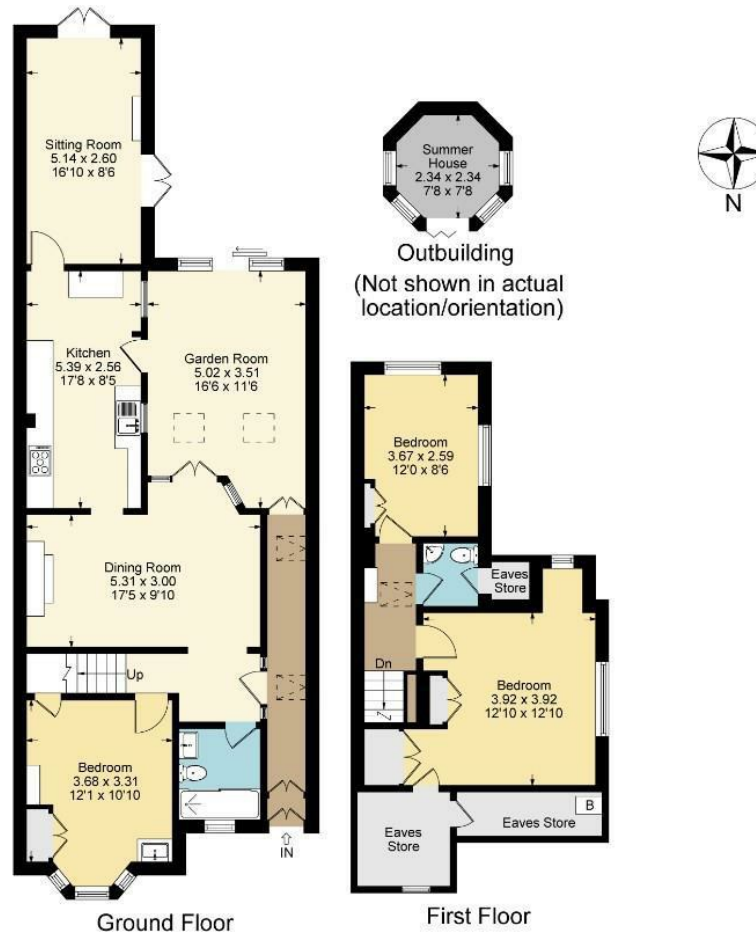 Sitting Room
5.14 x 2.60
16'10 x 8'6
Summer
House
2.34 x 2.34
7'8 x 7'8
N
Outbuilding
(Not shown in actual
location/orientation)
Kitchen
5.39 x 2.56
17'8 x 8'5
Garden Room
5.02 x 3.51
16'6 x 11'6
Dining Room
5.31 x 3.00
17'5 x 9'10
Up
Bedroom
3.68 x 3.31
12'1 x 10'10
IN
Ground Floor
Bedroom
3.67 x 2.59
12'0 x 8'6
Eaves
Store
Dn
Bedroom
3.92 x 3.92
12'10 x 12'10
Eaves
Store
Eaves Store
B
First Floor